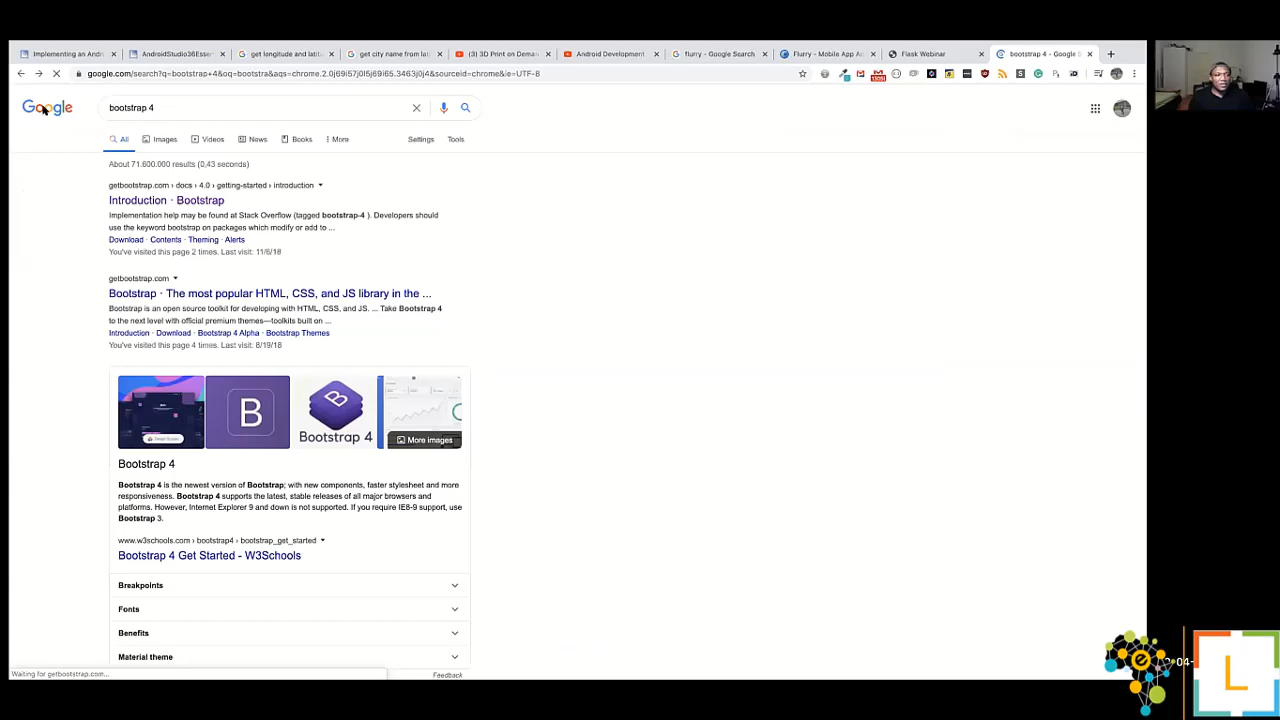 Implementing an Andr
AndroidStudio36Esser
get longitude and latit
get city name from lat
(3) 3D Print on Deman
Android Development
flurry - Google Search
Flurry - Mobile App A
Flask Webinar
bootstrap 4 - Google S
google.com/search?q=bootstrap+4&oq=bootstra&aqs=chrome.2.0j69i57j0l5j69i65.3463j0j4&sourceid=chrome&ie=UTF-8
Google
bootstrap 4
All
Images
Videos
News
Books
More
Settings
Tools
About 71.600.000 results (0,43 seconds)
getbootstrap.com › docs › 4.0 › getting-started › introduction
Introduction · Bootstrap
Implementation help may be found at Stack Overflow (tagged bootstrap-4 ). Developers should
use the keyword bootstrap on packages which modify or add to ...
Download · Contents · Theming · Alerts
You've visited this page 2 times. Last visit: 11/6/18
getbootstrap.com
Bootstrap · The most popular HTML, CSS, and JS library in the ...
Bootstrap is an open source toolkit for developing with HTML, CSS, and JS. ... Take Bootstrap 4
to the next level with official premium themes—toolkits built on ...
Introduction · Download · Bootstrap 4 Alpha · Bootstrap Themes
You've visited this page 4 times. Last visit: 8/19/18
B
B
Bootstrap 4
More images
Bootstrap 4
Bootstrap 4 is the newest version of Bootstrap; with new components, faster stylesheet and more
responsiveness. Bootstrap 4 supports the latest, stable releases of all major browsers and
platforms. However, Internet Explorer 9 and down is not supported. If you require IE8-9 support, use
Bootstrap 3.
www.w3schools.com › bootstrap4 › bootstrap_get_started
Bootstrap 4 Get Started - W3Schools
Breakpoints
Fonts
Benefits
Material theme
Feedback
Waiting for getbootstrap.com...
e
04
L